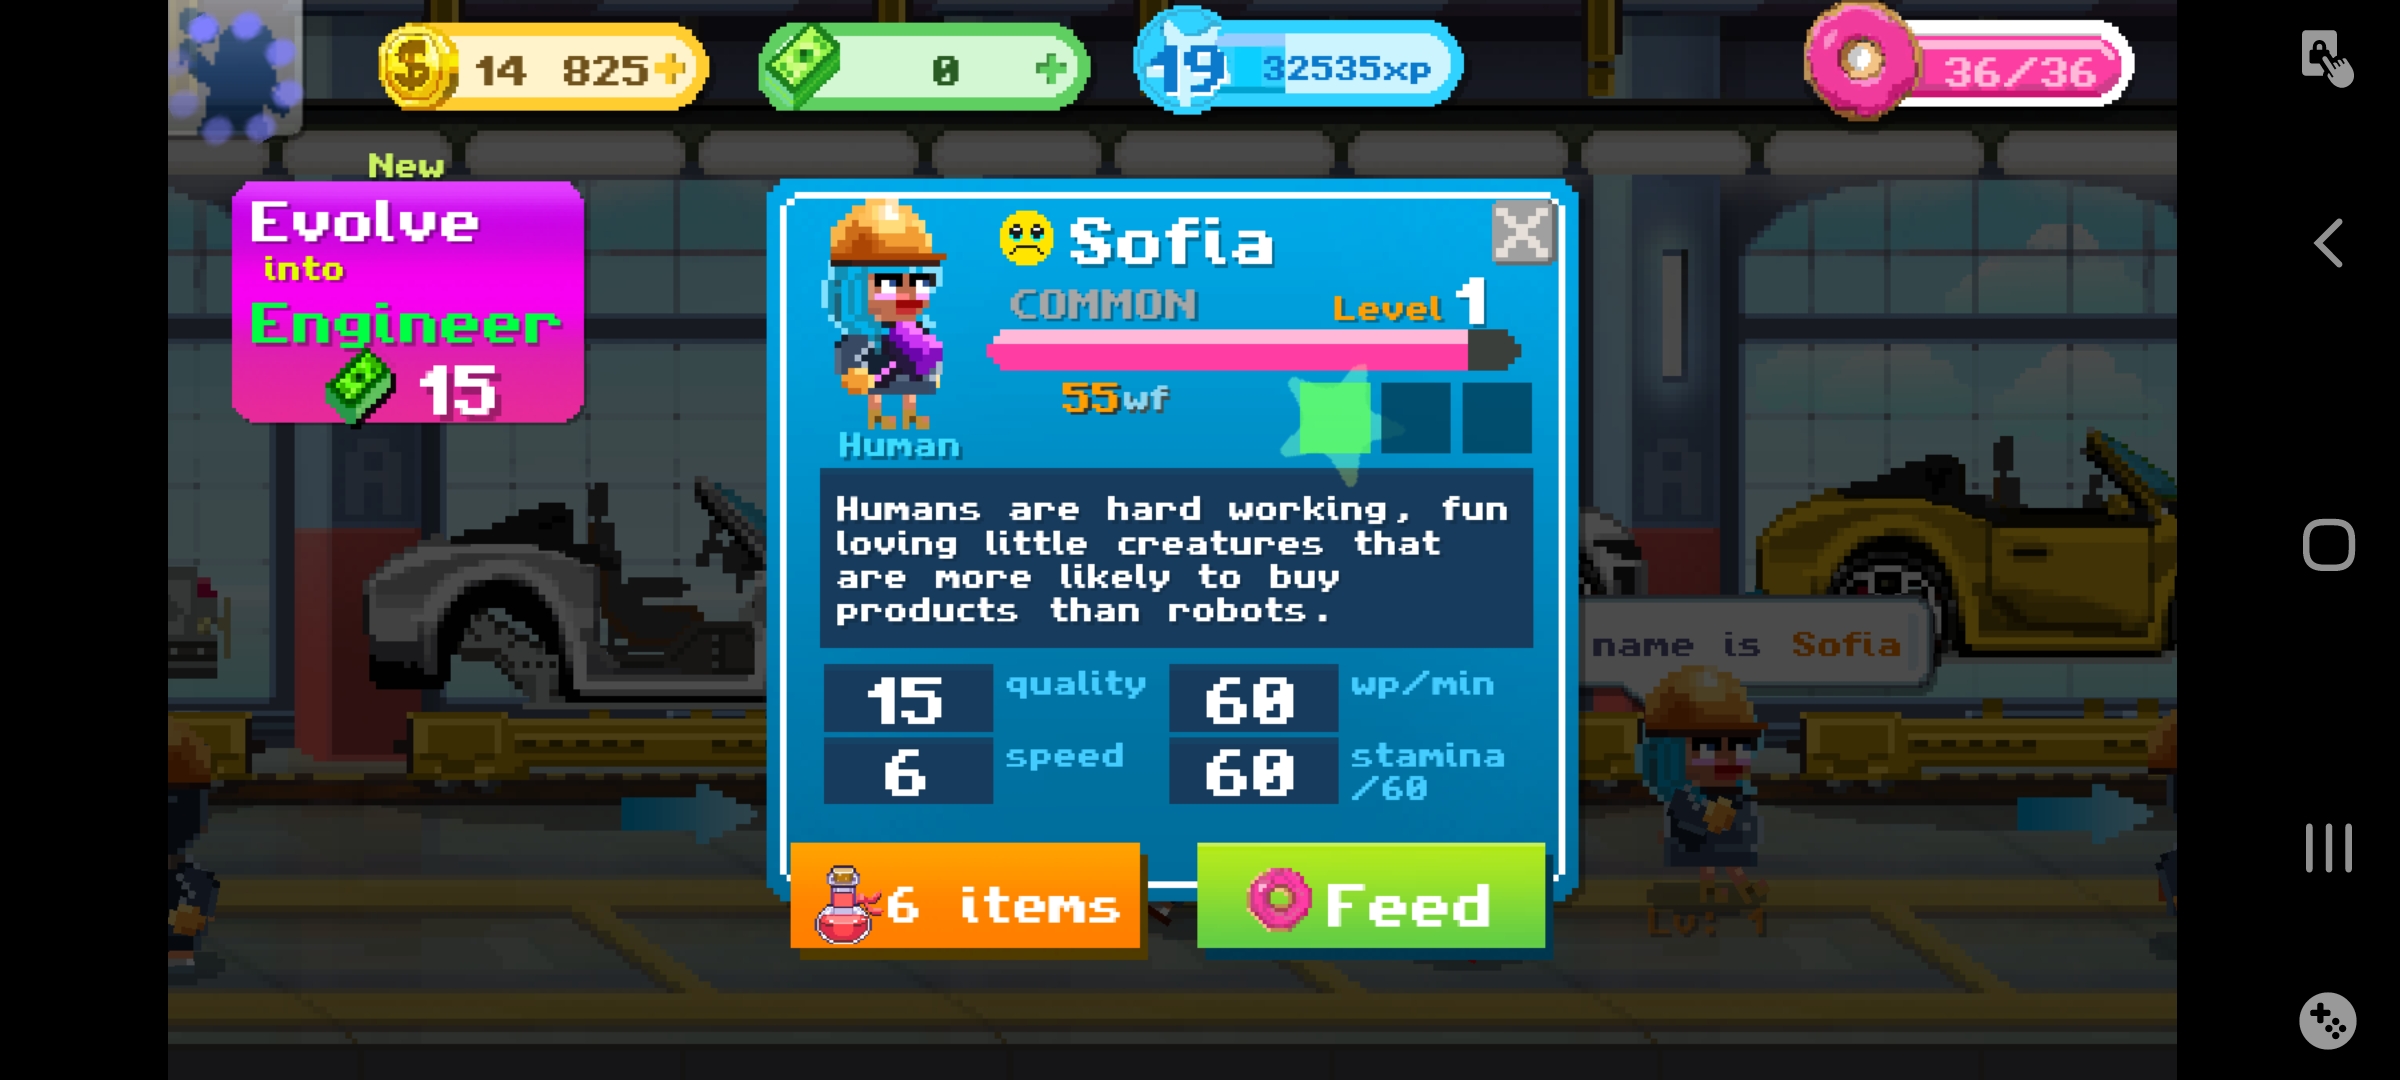 14 825
0
19 32535xp
36/36
New
Evolve
into
Engineer
15
Sofia
COMMON
Level 1
55wf
Human
Humans are hard working, fun
loving little creatures that
are more likely to buy
products than robots.
15 quality
60 wp/min
6 speed
60 stamina
/60
6 items
Feed
name is Sofia
Lv: 1
A
A